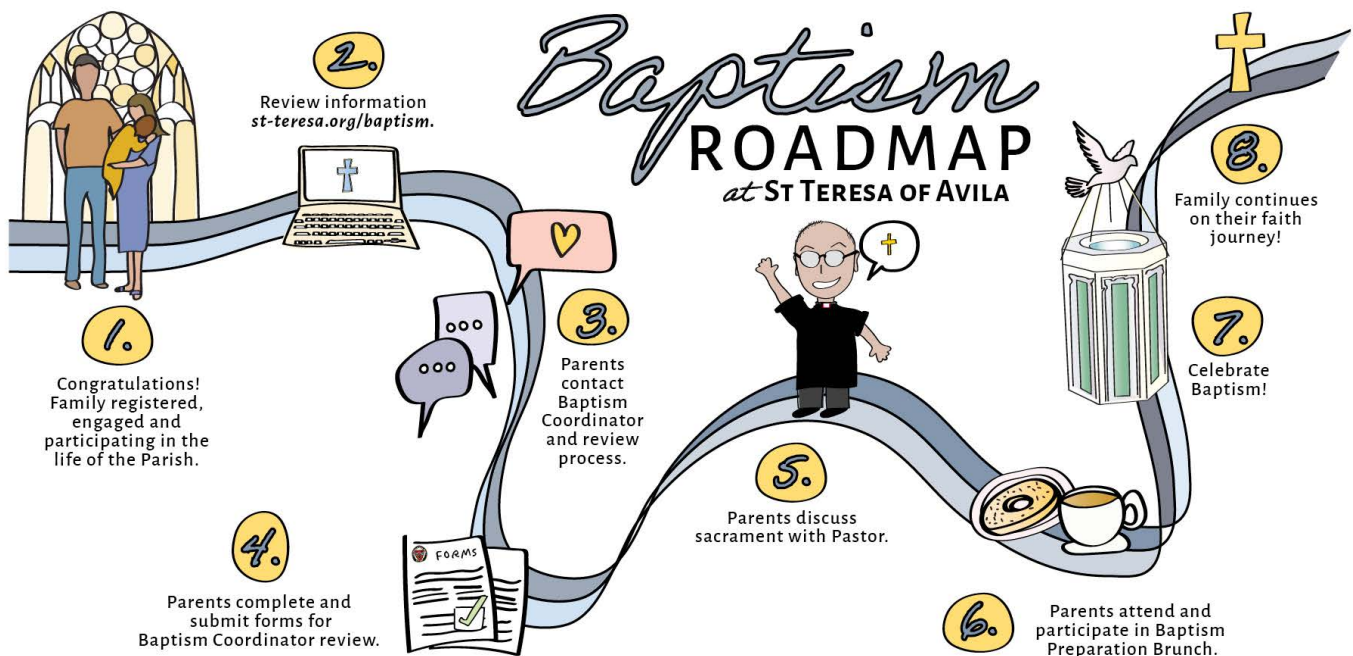 Baptism
ROADMAP
at ST TERESA OF AVILA
1.
Congratulations!
Family registered,
engaged and
participating in the
life of the Parish.
2.
Review information
st-teresa.org/baptism.
3.
Parents
contact
Baptism
Coordinator
and review
process.
4.
Parents complete and
submit forms for
Baptism Coordinator review.
FORMS
5.
Parents discuss
sacrament with Pastor.
6.
Parents attend and
participate in Baptism
Preparation Brunch.
7.
Celebrate
Baptism!
8.
Family continues
on their faith
journey!